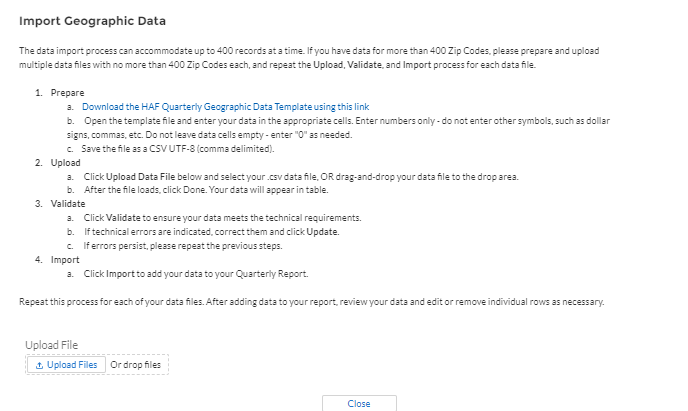 Import Geographic Data
The data import process can accommodate up to 400 records at a time. If you have data for more than 400 Zip Codes, please prepare and upload
multiple data files with no more than 400 Zip Codes each, and repeat the Upload, Validate, and Import process for each data file.
1. Prepare
a. Download the HAF Quarterly Geographic Data Template using this link
b. Open the template file and enter your data in the appropriate cells. Enter numbers only - do not enter other symbols, such as dollar
signs, commas, etc. Do not leave data cells empty - enter "0" as needed.
c. Save the file as a CSV UTF-8 (comma delimited).
2. Upload
a. Click Upload Data File below and select your .csv data file, OR drag-and-drop your data file to the drop area.
b. After the file loads, click Done. Your data will appear in table.
3. Validate
a. Click Validate to ensure your data meets the technical requirements.
b. If technical errors are indicated, correct them and click Update.
c. If errors persist, please repeat the previous steps.
4. Import
a. Click Import to add your data to your Quarterly Report.
Repeat this process for each of your data files. After adding data to your report, review your data and edit or remove individual rows as necessary.
Upload File
Upload Files Or drop files
Close